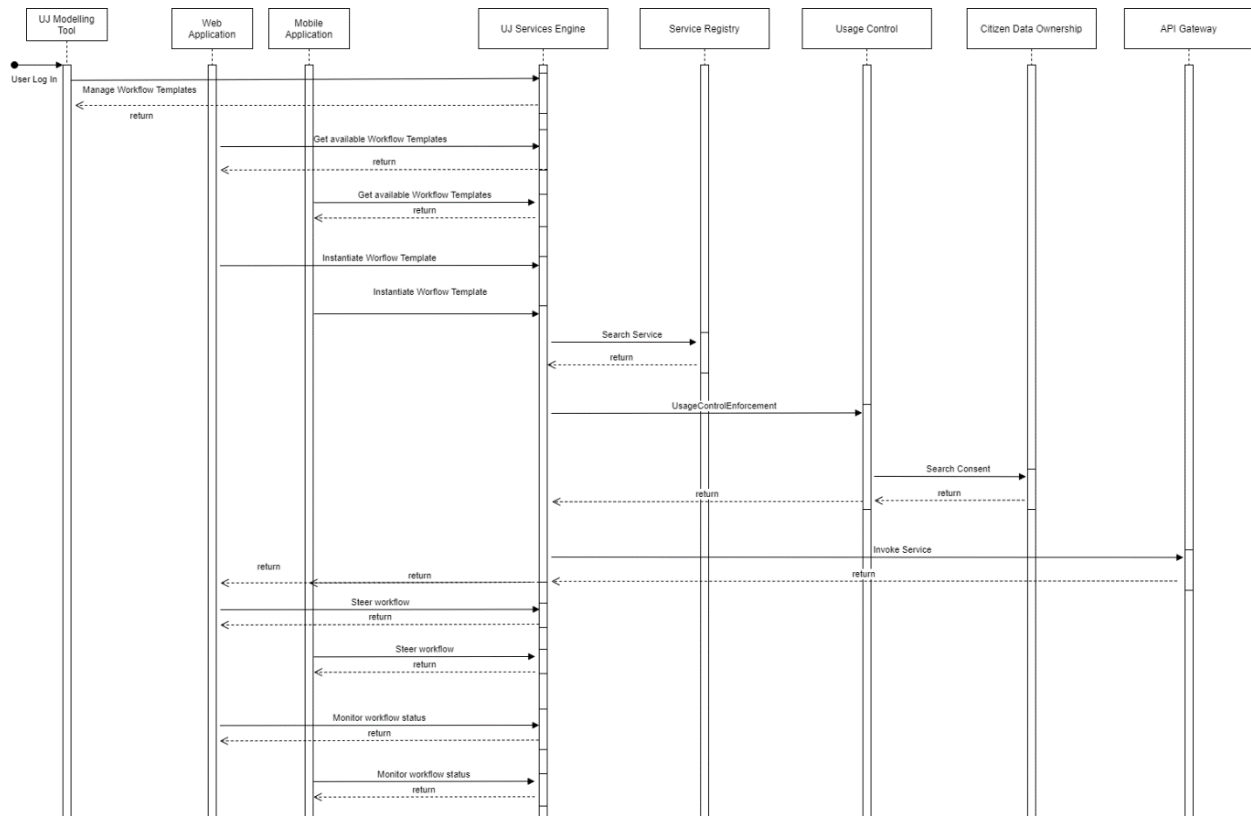 UJ Modelling
Tool
Web
Application
Mobile
Application
UJ Services Engine
Service Registry
Usage Control
Citizen Data Ownership
API Gateway
User Log In
Manage Workflow Templates
return
Get available Workflow Templates
return
Get available Workflow Templates
return
Instantiate Worflow Template
Instantiate Worflow Template
Search Service
return
UsageControlEnforcement
Search Consent
return
return
Invoke Service
return
return
return
Steer workflow
return
Steer workflow
return
Monitor workflow status
return
Monitor workflow status
return